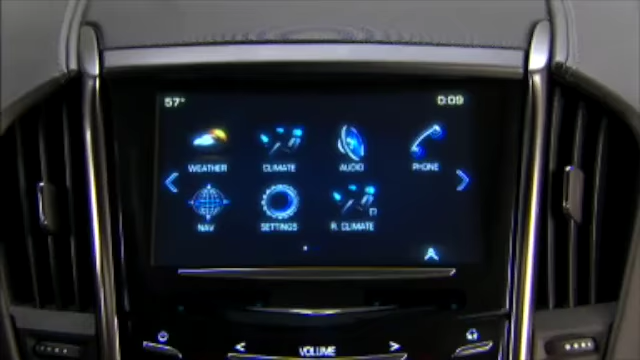 57° 0:09
WEATHER CLIMATE AUDIO PHONE
NAV SETTINGS R. CLIMATE
VOLUME